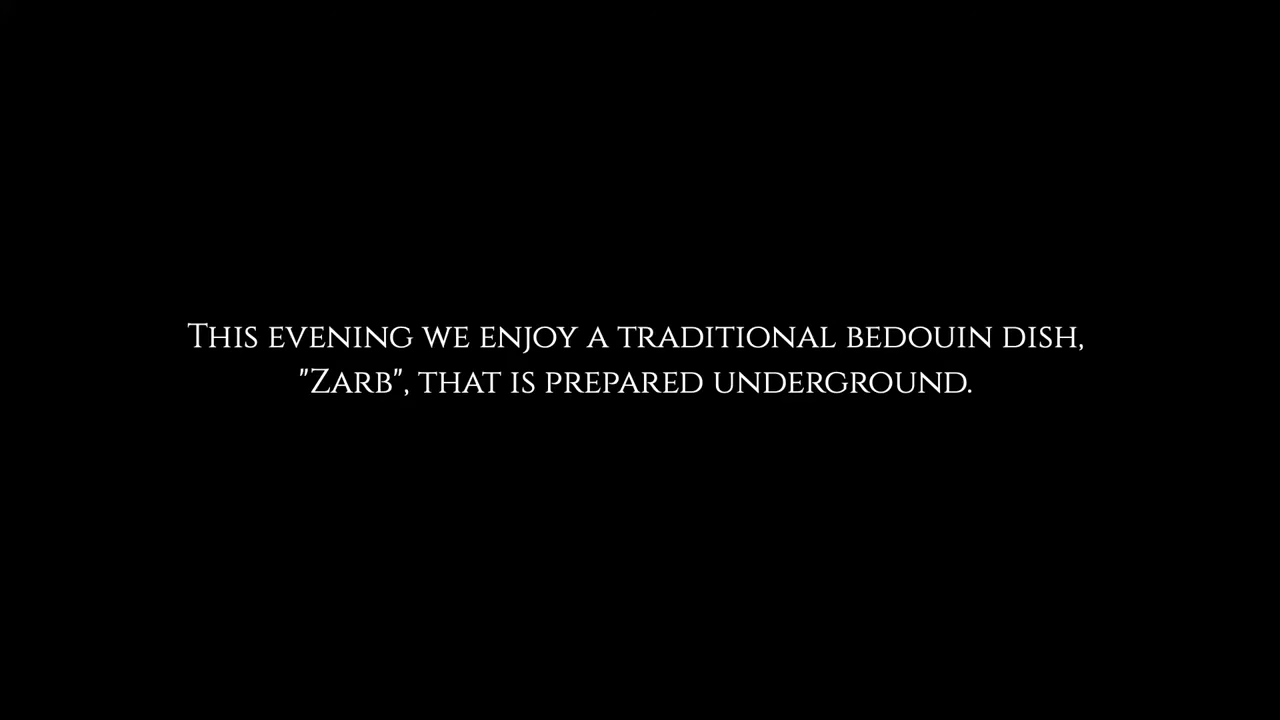 This evening we enjoy a traditional bedouin dish,
"Zarb", that is prepared underground.